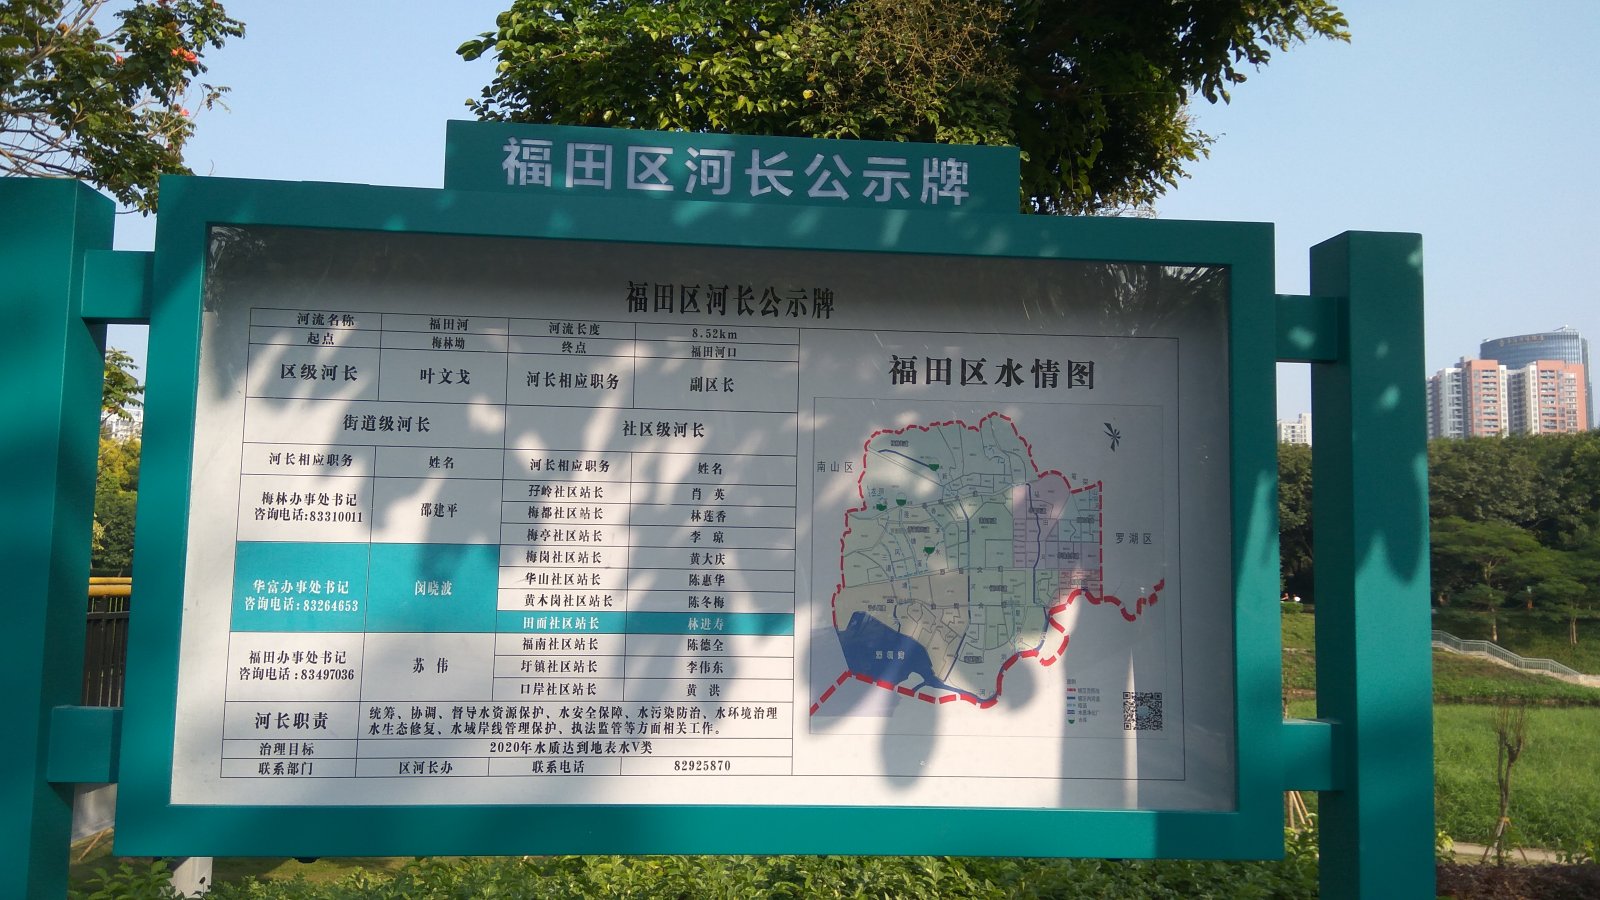 福田区河长公示牌
福田区河长公示牌
河流名称 福田河 河流长度 8.52km
起点 梅林坳 终点 福田河口
区级河长 叶文戈 河长相应职务 副区长
街道级河长 社区级河长
河长相应职务 姓名 河长相应职务 姓名
梅林办事处书记
咨询电话:83310011
邵建平
孖岭社区站长 肖 英
梅都社区站长 林莲香
梅亭社区站长 李 琼
梅岗社区站长 黄大庆
华富办事处书记
咨询电话:83264653
闵晓波
华山社区站长 陈惠华
黄木岗社区站长 陈冬梅
田面社区站长 林进寿
福田办事处书记
咨询电话:83497036
苏 伟
福南社区站长 陈德全
圩镇社区站长 李伟东
口岸社区站长 黄 洪
河长职责
统筹、协调、督导水资源保护、水安全保障、水污染防治、水环境治理
水生态修复、水域岸线管理保护、执法监管等方面相关工作。
治理目标 2020年水质达到地表水V类
联系部门 区河长办 联系电话 82925870
福田区水情图
南山区
罗湖区
深圳湾
图例